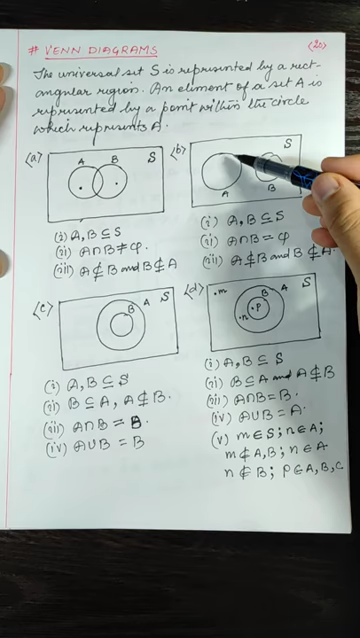 # VENN DIAGRAMS (20)
The universal set S is represented by a rect-
angular region. An element of a set A is
represented by a point within the circle
which represents A.
(a) A B S
(i) A, B ⊆ S
(ii) A∩B ≠ φ.
(iii) A ⊄ B and B ⊄ A
(b) S A B
(i) A, B ⊆ S
(ii) A∩B = φ
(iii) A ⊄ B and B ⊄ A.
(c) B A S
(i) A, B ⊆ S
(ii) B ⊆ A, A ⊄ B.
(iii) A∩B = B.
(iv) A∪B = B
(d) .m B A S .n .p
(i) A, B ⊆ S
(ii) B ⊆ A and A ⊄ B
(iii) A∩B = B.
(iv) A∪B = A.
(v) m ∈ S; n ∈ A;
m ∉ A, B; n ∈ A
n ∉ B; p ∈ A, B, C